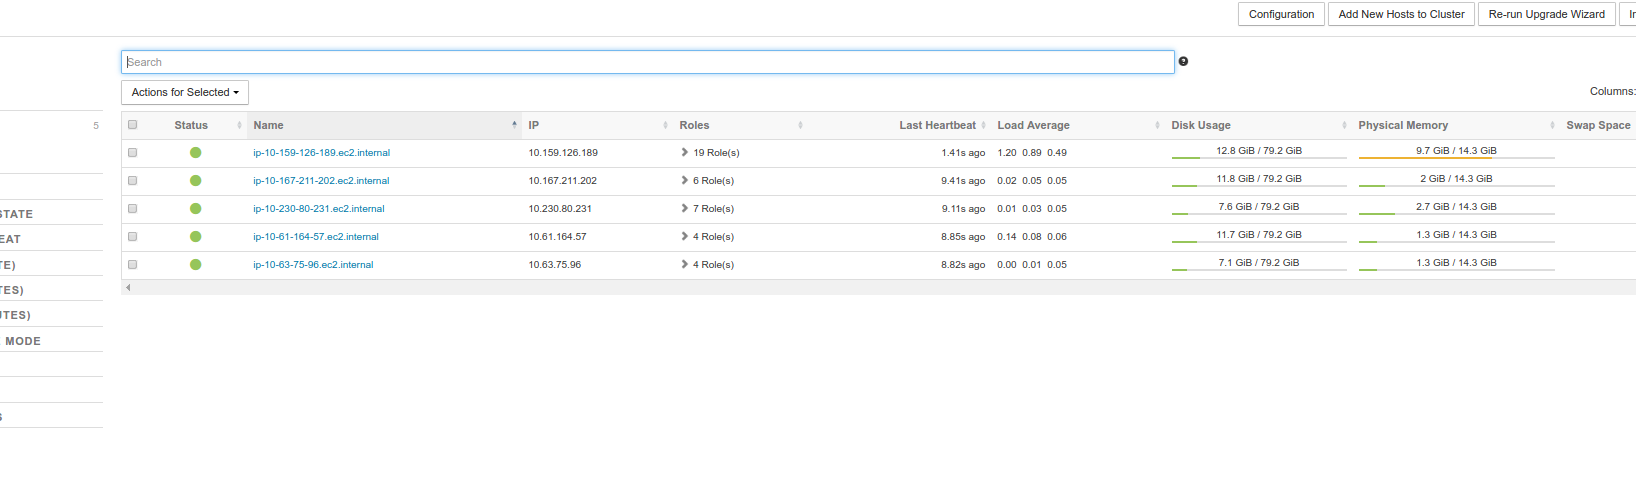 Configuration Add New Hosts to Cluster Re-run Upgrade Wizard In
Search
Actions for Selected
Columns:
5
Status Name IP Roles Last Heartbeat Load Average Disk Usage Physical Memory Swap Space
ip-10-159-126-189.ec2.internal 10.159.126.189 19 Role(s) 1.41s ago 1.20 0.89 0.49 12.8 GiB / 79.2 GiB 9.7 GiB / 14.3 GiB
ip-10-167-211-202.ec2.internal 10.167.211.202 6 Role(s) 9.41s ago 0.02 0.05 0.05 11.8 GiB / 79.2 GiB 2 GiB / 14.3 GiB
ip-10-230-80-231.ec2.internal 10.230.80.231 7 Role(s) 9.11s ago 0.01 0.03 0.05 7.6 GiB / 79.2 GiB 2.7 GiB / 14.3 GiB
STATE
ip-10-61-164-57.ec2.internal 10.61.164.57 4 Role(s) 8.85s ago 0.14 0.08 0.06 11.7 GiB / 79.2 GiB 1.3 GiB / 14.3 GiB
EAT
ip-10-63-75-96.ec2.internal 10.63.75.96 4 Role(s) 8.82s ago 0.00 0.01 0.05 7.1 GiB / 79.2 GiB 1.3 GiB / 14.3 GiB
TE)
TES)
UTES)
MODE
S